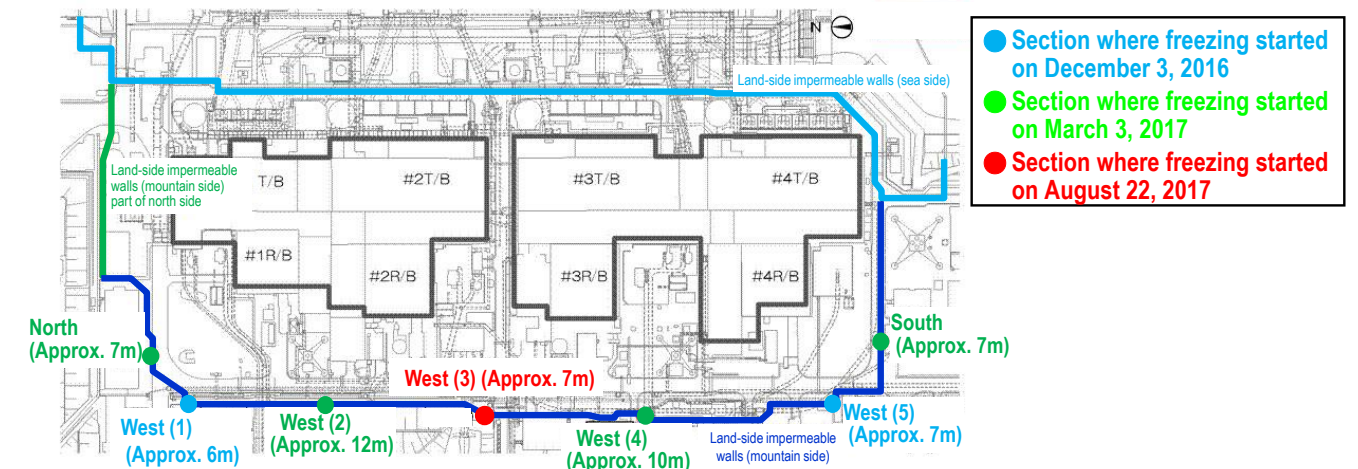 N
Section where freezing started
on December 3, 2016
Section where freezing started
on March 3, 2017
Section where freezing started
on August 22, 2017
Land-side impermeable walls (sea side)
Land-side impermeable
walls (mountain side)
part of north side
T/B
#2T/B
#3T/B
#4T/B
#1R/B
#2R/B
#3R/B
#4R/B
North
(Approx. 7m)
South
(Approx. 7m)
West (3) (Approx. 7m)
West (1)
(Approx. 6m)
West (2)
(Approx. 12m)
West (4)
(Approx. 10m)
Land-side impermeable
walls (mountain side)
West (5)
(Approx. 7m)